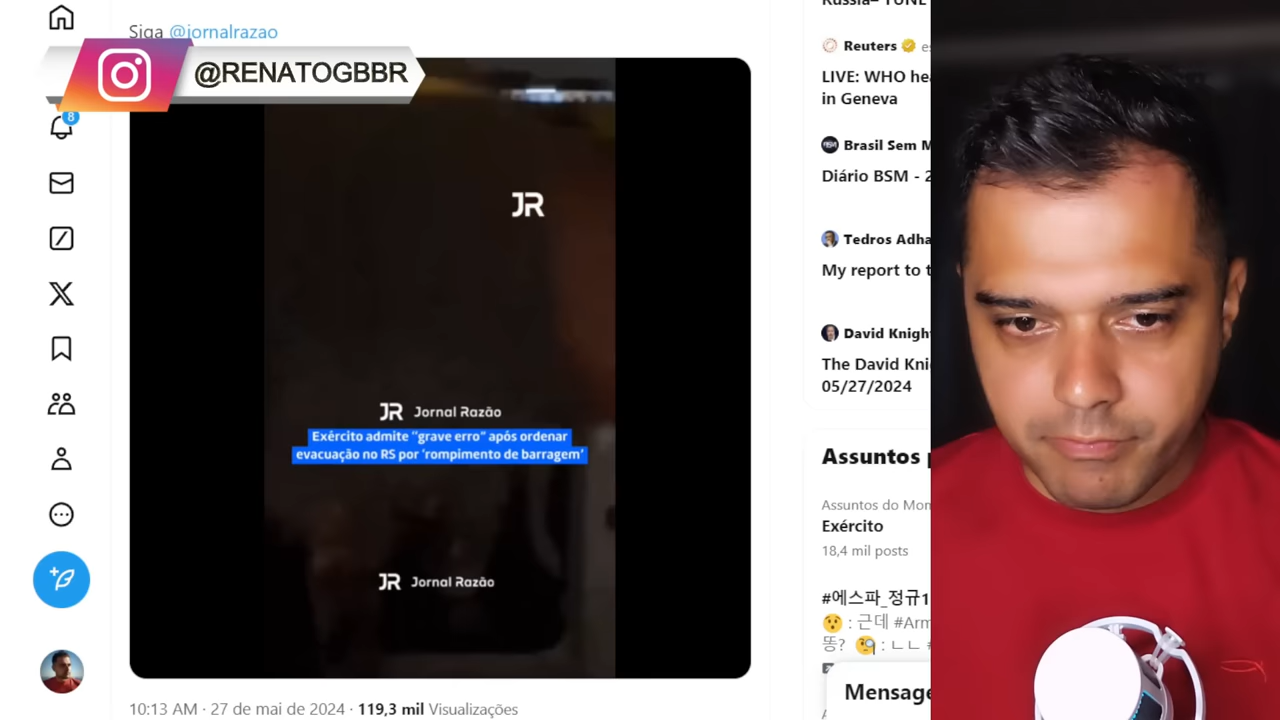 Siga @jornalrazao
@RENATOGBBR
8
JR
JR Jornal Razão
Exército admite "grave erro" após ordenar
evacuação no RS por 'rompimento de barragem'
JR Jornal Razão
10:13 AM · 27 de mai de 2024 · 119,3 mil Visualizações
Reuters
LIVE: WHO hea
in Geneva
Brasil Sem M
Diário BSM - 2
Tedros Adha
My report to t
David Knigh
The David Kni
05/27/2024
Assuntos p
Assuntos do Mom
Exército
18,4 mil posts
#에스파_정규1
: 근데 #Arm
똥? : ㄴㄴ
Message